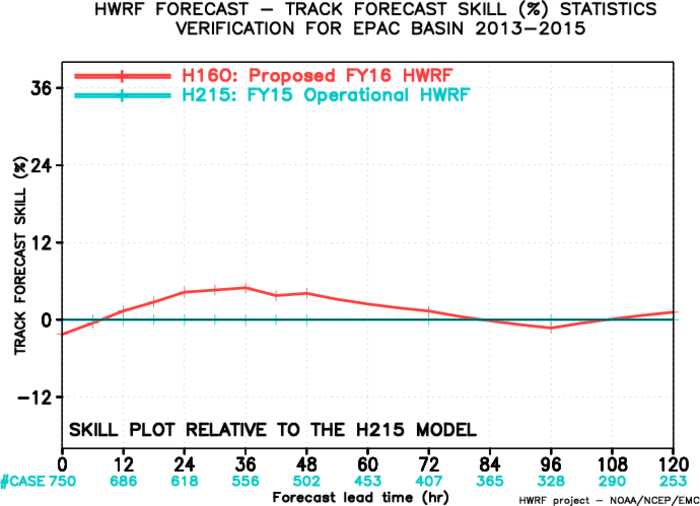 HWRF FORECAST – TRACK FORECAST SKILL (%) STATISTICS
VERIFICATION FOR EPAC BASIN 2013–2015
H16O: Proposed FY16 HWRF
H215: FY15 Operational HWRF
36
24
12
0
–12
TRACK FORECAST SKILL (%)
SKILL PLOT RELATIVE TO THE H215 MODEL
0 12 24 36 48 60 72 84 96 108 120
#CASE 750 686 618 556 502 453 407 365 328 290 253
Forecast lead time (hr)
HWRF project – NOAA/NCEP/EMC